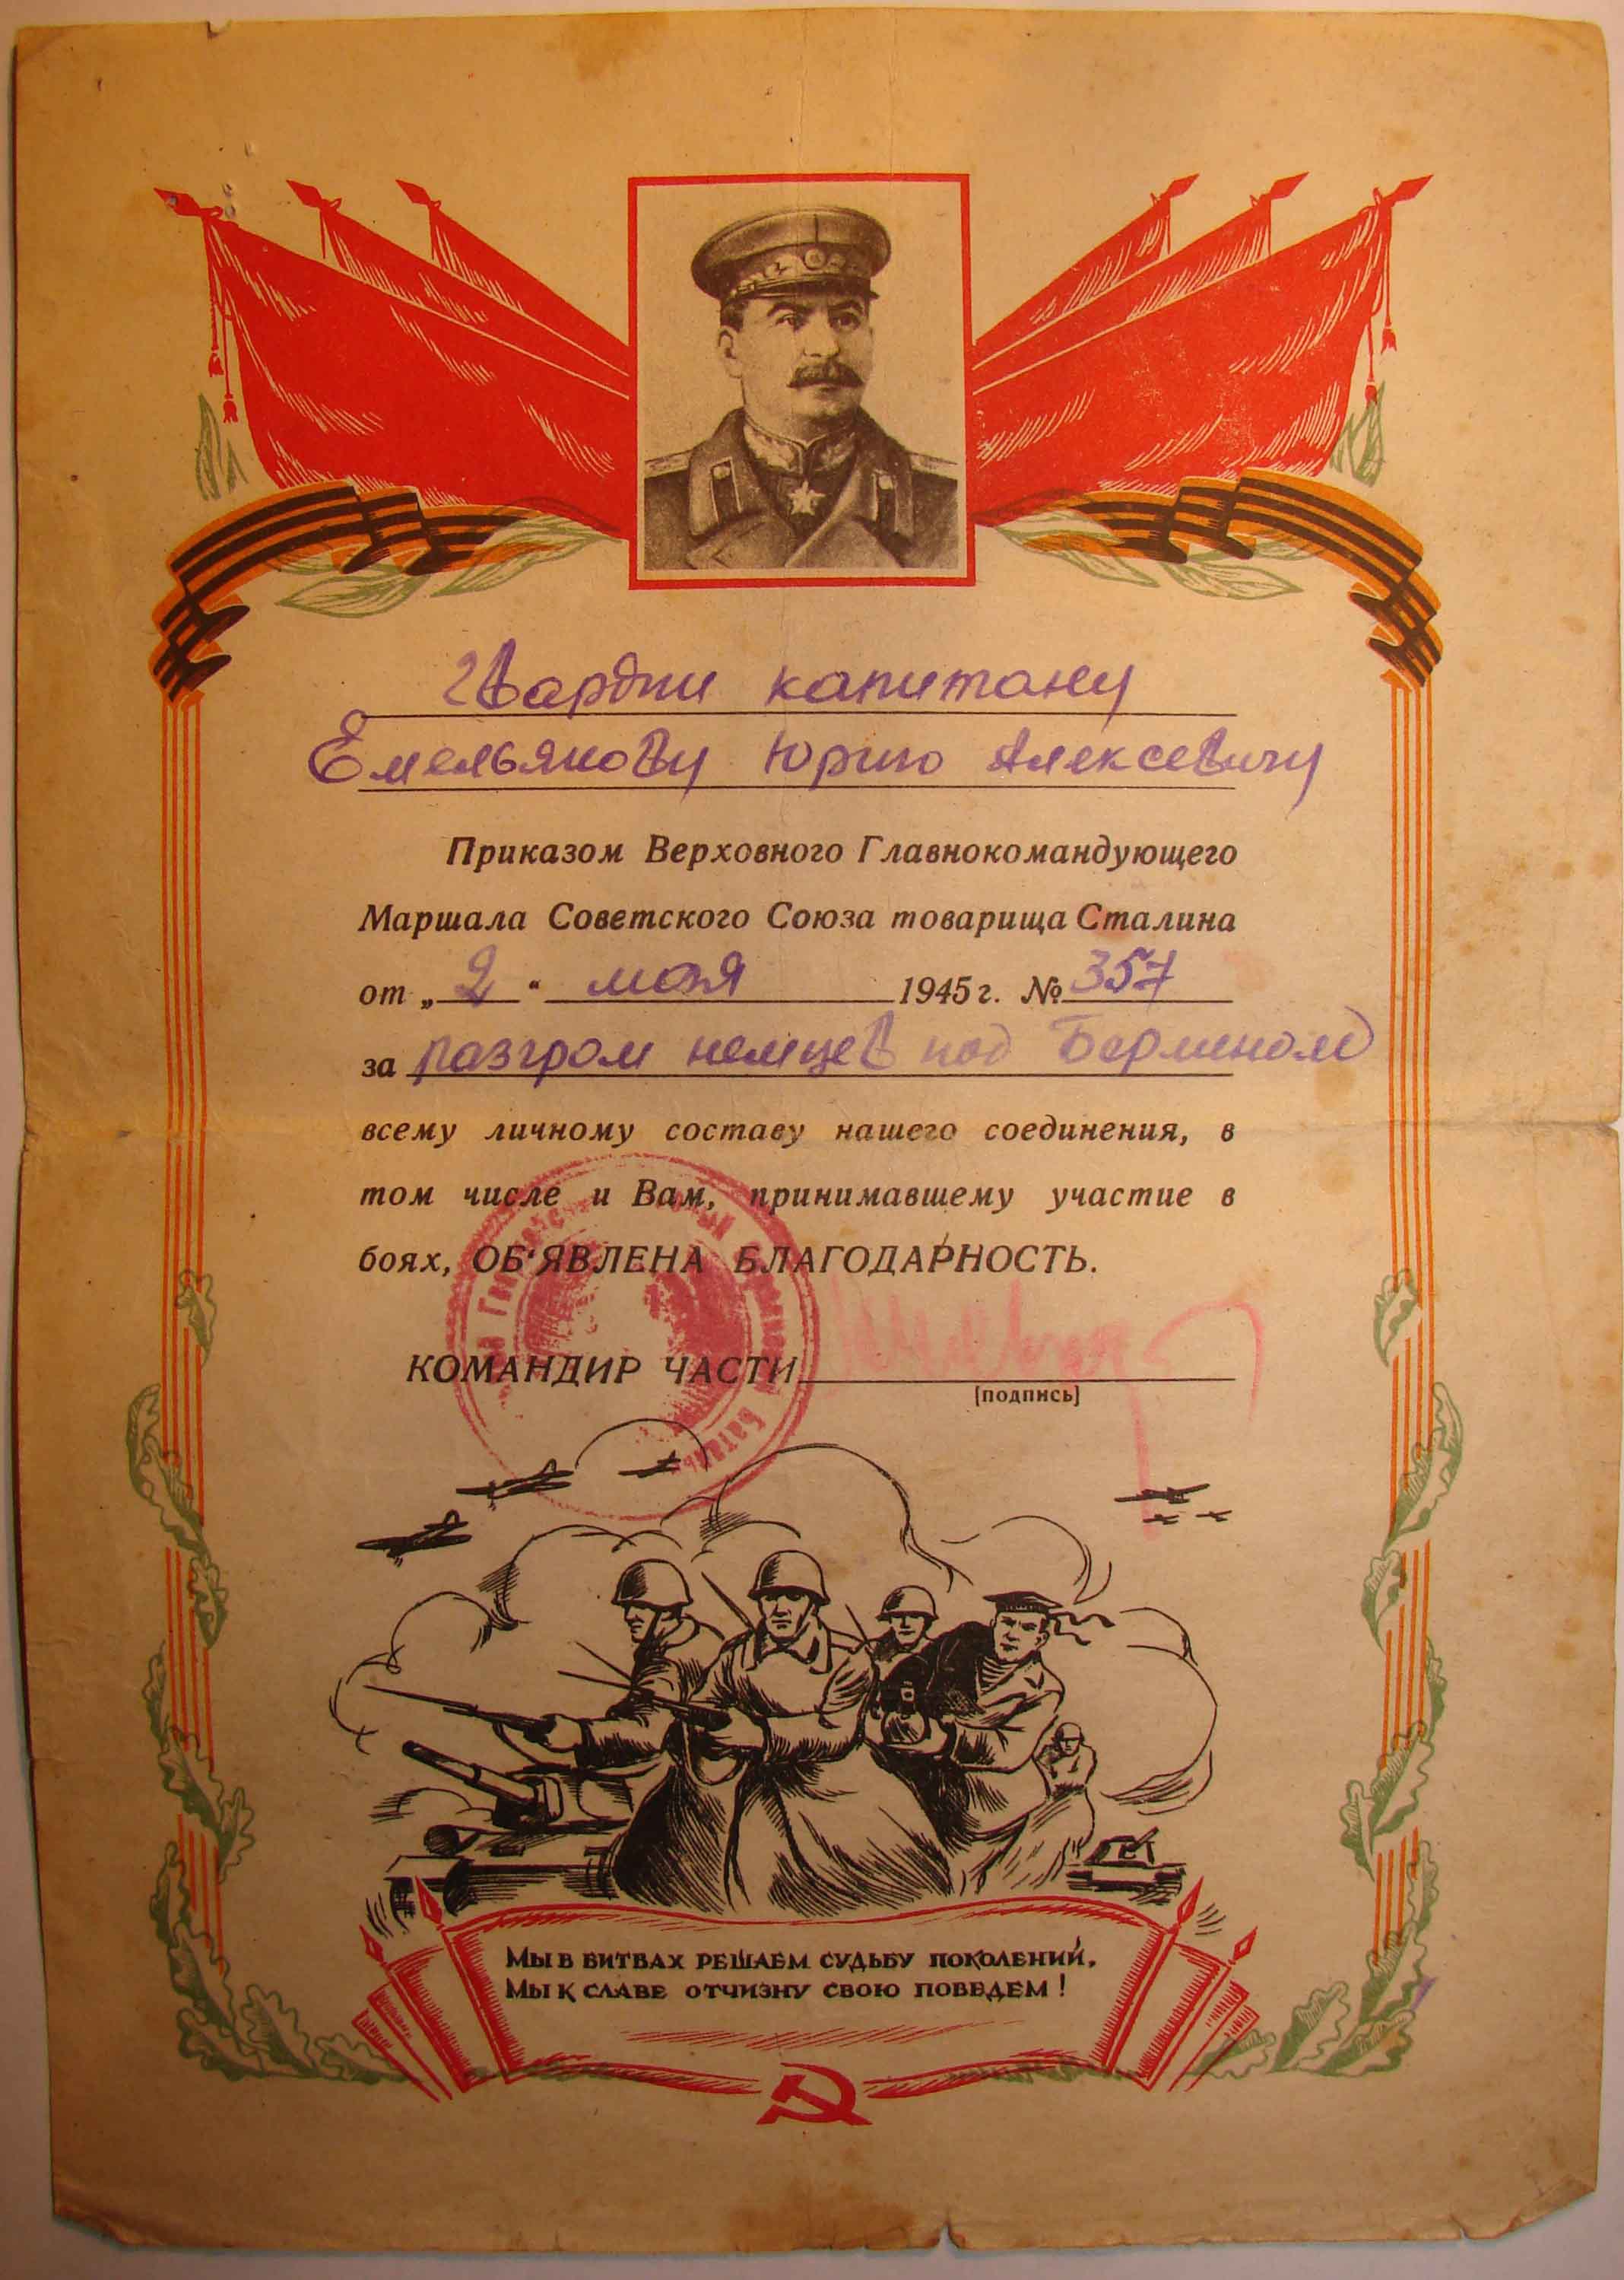 Гвардии капитану
Емельянову Юрию Алексевичу
Приказом Верховного Главнокомандующего
Маршала Советского Союза товарища Сталина
от „ 2 “ мая 1945 г. № 357
за разгром немцев под Берлином
всему личному составу нашего соединения, в
том числе и Вам, принимавшему участие в
боях, ОБ'ЯВЛЕНА БЛАГОДАРНОСТЬ.
КОМАНДИР ЧАСТИ
[подпись]
МЫ В БИТВАХ РЕШАЕМ СУДЬБУ ПОКОЛЕНИЙ,
МЫ К СЛАВЕ ОТЧИЗНУ СВОЮ ПОВЕДЕМ!